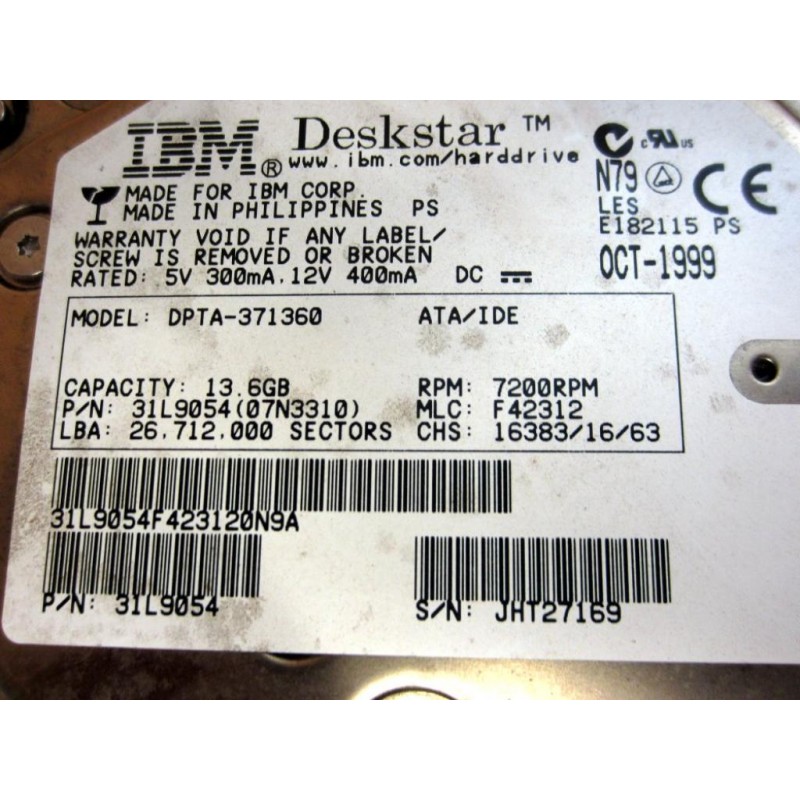 IBM® Deskstar™
www.ibm.com/harddrive
MADE FOR IBM CORP.
MADE IN PHILIPPINES PS
WARRANTY VOID IF ANY LABEL/
SCREW IS REMOVED OR BROKEN
RATED: 5V 300mA, 12V 400mA DC
c UL us
N79
LES
E182115 PS
CE
OCT-1999
MODEL: DPTA-371360 ATA/IDE
CAPACITY: 13.6GB RPM: 7200RPM
P/N: 31L9054(07N3310) MLC: F42312
LBA: 26,712,000 SECTORS CHS: 16383/16/63
31L9054F423120N9A
P/N: 31L9054 S/N: JHT27169